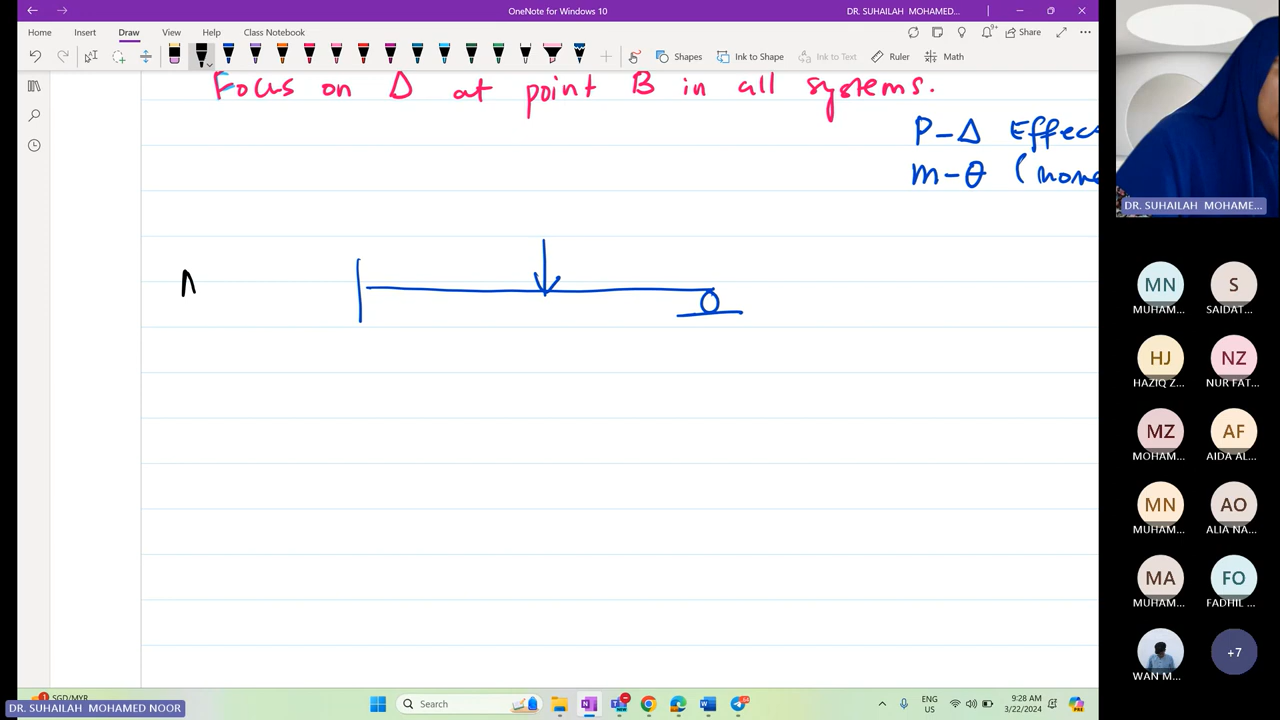 OneNote for Windows 10
DR. SUHAILAH MOHAMED...
Home Insert Draw View Help Class Notebook
Share
Shapes Ink to Shape Ink to Text Ruler Math
Focus on Δ at point B in all systems.
P-Δ Effec
m-θ (mome
DR. SUHAILAH MOHAME...
MN S
MUHAM... SAIDAT...
HJ NZ
HAZIQ Z... NUR FAT...
MZ AF
MOHAM... AIDA AL...
MN AO
MUHAM... ALIA NA...
MA FO
MUHAM... FADHIL ...
+7
WAN M...
1 SGD/MYR
DR. SUHAILAH MOHAMED NOOR
Search
ENG
US
9:28 AM
3/22/2024